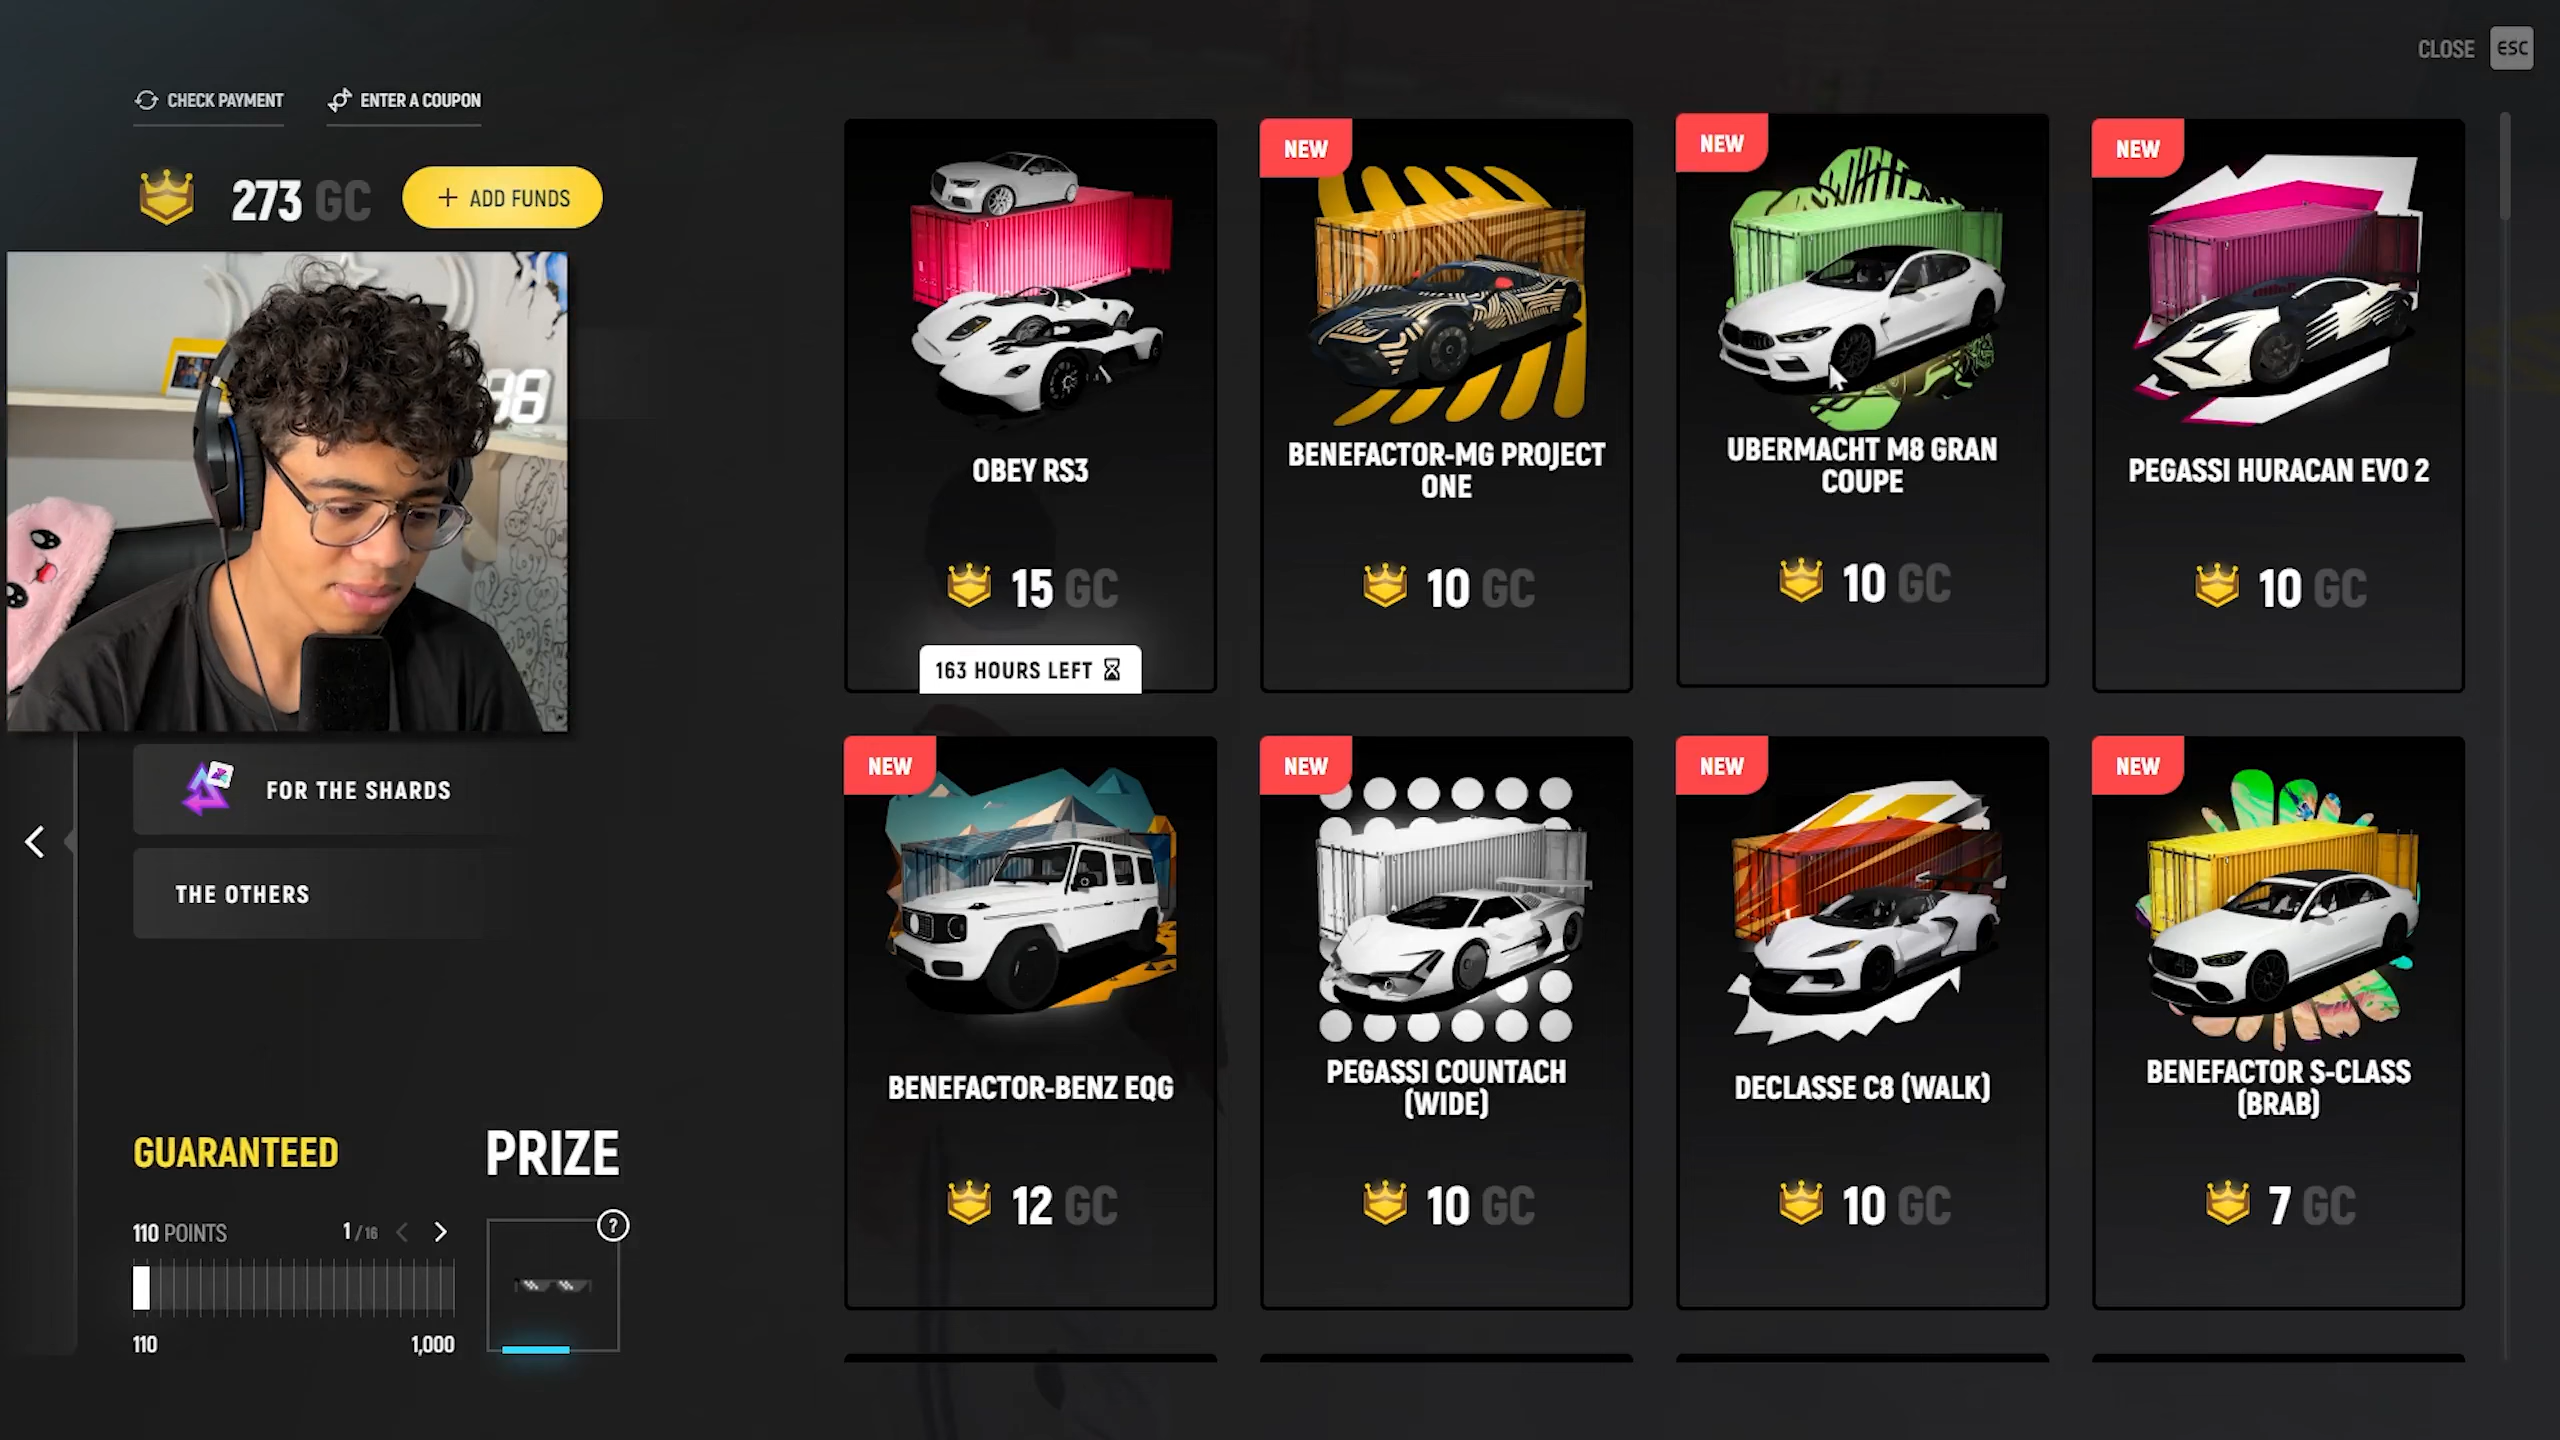 CLOSE ESC
CHECK PAYMENT
ENTER A COUPON
273 GC
+ ADD FUNDS
FOR THE SHARDS
THE OTHERS
GUARANTEED
PRIZE
110 POINTS
1/16
?
110
1,000
OBEY RS3
15 GC
163 HOURS LEFT
NEW
BENEFACTOR-MG PROJECT
ONE
10 GC
NEW
UBERMACHT M8 GRAN
COUPE
10 GC
NEW
PEGASSI HURACAN EVO 2
10 GC
NEW
BENEFACTOR-BENZ EQG
12 GC
NEW
PEGASSI COUNTACH
(WIDE)
10 GC
NEW
DECLASSE C8 (WALK)
10 GC
NEW
BENEFACTOR S-CLASS
(BRAB)
7 GC